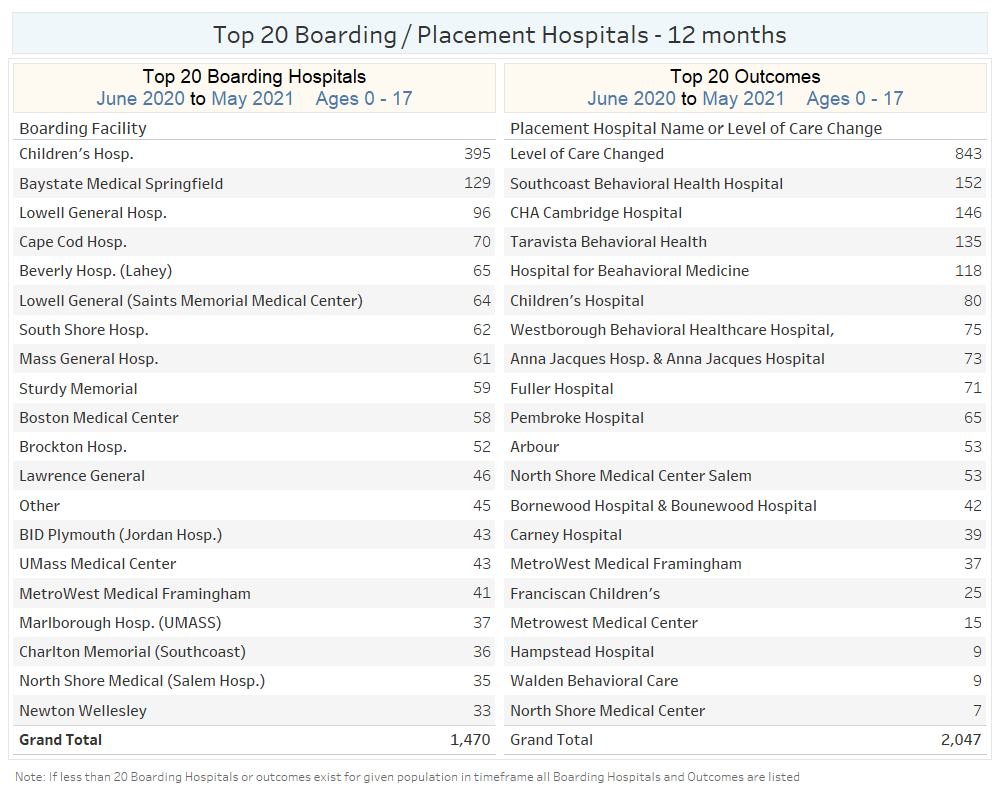 Top 20 Boarding / Placement Hospitals - 12 months
Top 20 Boarding Hospitals
June 2020 to May 2021 Ages 0 - 17
Boarding Facility
Children's Hosp. 395
Baystate Medical Springfield 129
Lowell General Hosp. 96
Cape Cod Hosp. 70
Beverly Hosp. (Lahey) 65
Lowell General (Saints Memorial Medical Center) 64
South Shore Hosp. 62
Mass General Hosp. 61
Sturdy Memorial 59
Boston Medical Center 58
Brockton Hosp. 52
Lawrence General 46
Other 45
BID Plymouth (Jordan Hosp.) 43
UMass Medical Center 43
MetroWest Medical Framingham 41
Marlborough Hosp. (UMASS) 37
Charlton Memorial (Southcoast) 36
North Shore Medical (Salem Hosp.) 35
Newton Wellesley 33
Grand Total 1,470
Top 20 Outcomes
June 2020 to May 2021 Ages 0 - 17
Placement Hospital Name or Level of Care Change
Level of Care Changed 843
Southcoast Behavioral Health Hospital 152
CHA Cambridge Hospital 146
Taravista Behavioral Health 135
Hospital for Beahavioral Medicine 118
Children's Hospital 80
Westborough Behavioral Healthcare Hospital, 75
Anna Jacques Hosp. & Anna Jacques Hospital 73
Fuller Hospital 71
Pembroke Hospital 65
Arbour 53
North Shore Medical Center Salem 53
Bornewood Hospital & Bounewood Hospital 42
Carney Hospital 39
MetroWest Medical Framingham 37
Franciscan Children's 25
Metrowest Medical Center 15
Hampstead Hospital 9
Walden Behavioral Care 9
North Shore Medical Center 7
Grand Total 2,047
Note: If less than 20 Boarding Hospitals or outcomes exist for given population in timeframe all Boarding Hospitals and Outcomes are listed